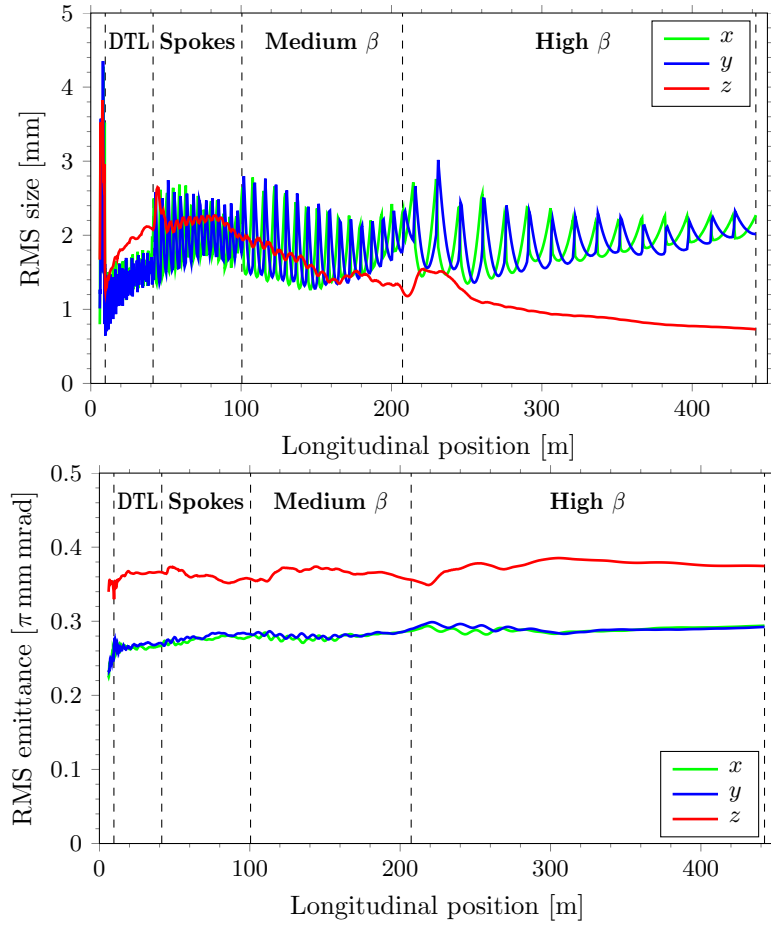 5
4
3
2
1
0
RMS size [mm]
DTL Spokes Medium β High β
x
y
z
0 100 200 300 400
Longitudinal position [m]
0.5
0.4
0.3
0.2
0.1
0
RMS emittance [π mm mrad]
DTL Spokes Medium β High β
x
y
z
0 100 200 300 400
Longitudinal position [m]